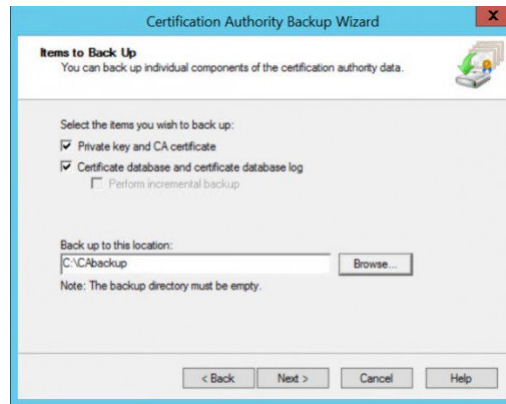 Certification Authority Backup Wizard
X
Items to Back Up
You can back up individual components of the certification authority data.
Select the items you wish to back up:
Private key and CA certificate
Certificate database and certificate database log
Perform incremental backup
Back up to this location:
C:\CAbackup
Browse...
Note: The backup directory must be empty.
< Back
Next >
Cancel
Help